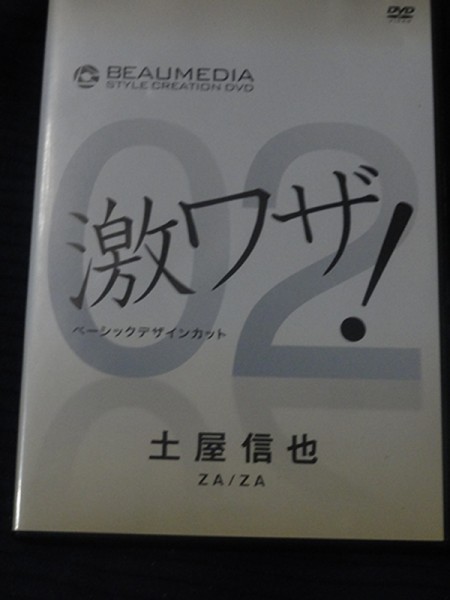 DVD
BEAUMEDIA
STYLE CREATION DVD
02
激ワザ!
ベーシックデザインカット
土屋信也
ZA/ZA